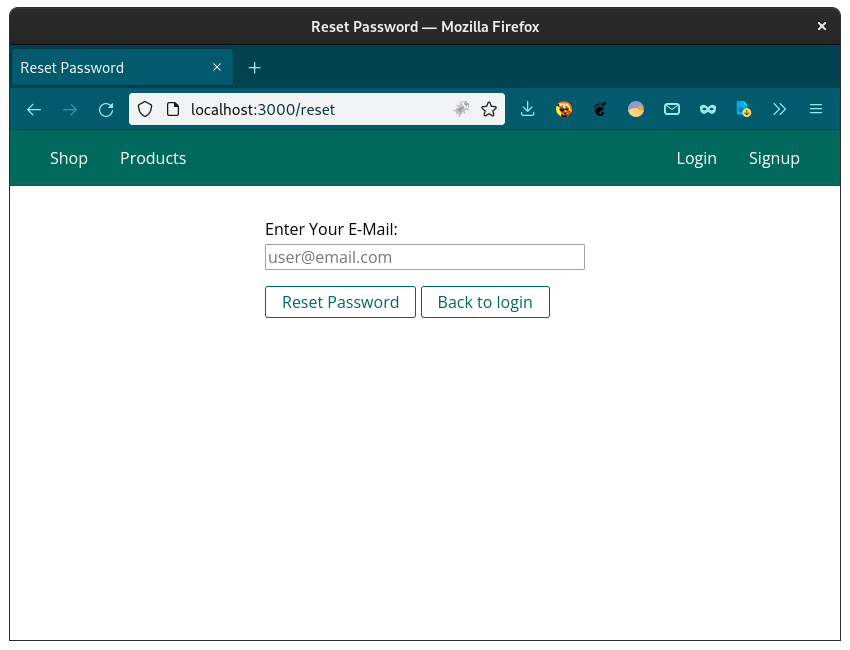 Reset Password — Mozilla Firefox
Reset Password
localhost:3000/reset
Shop Products Login Signup
Enter Your E-Mail:
user@email.com
Reset Password Back to login